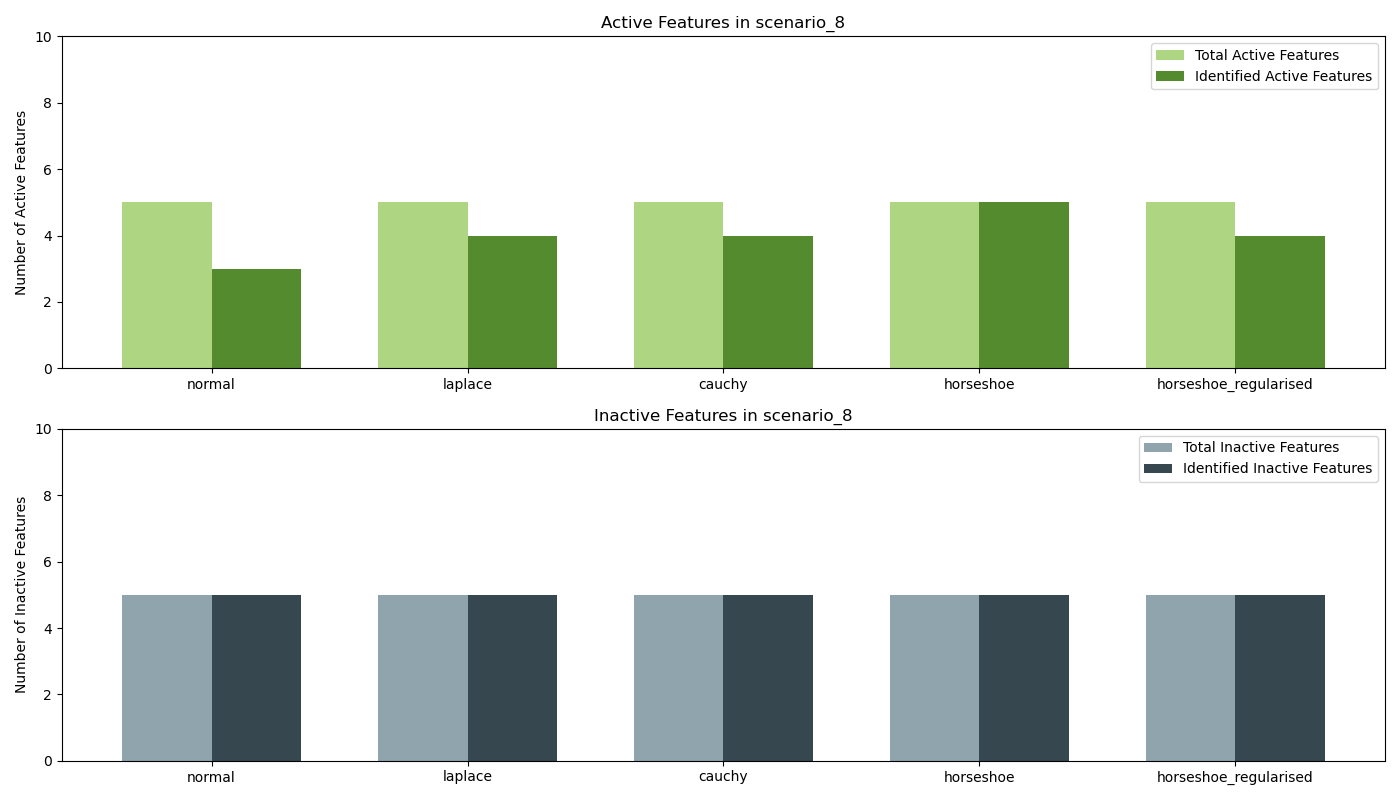 Active Features in scenario_8
Number of Active Features
10
8
6
4
2
0
Total Active Features
Identified Active Features
normal laplace cauchy horseshoe horseshoe_regularised
Inactive Features in scenario_8
Number of Inactive Features
10
8
6
4
2
0
Total Inactive Features
Identified Inactive Features
normal laplace cauchy horseshoe horseshoe_regularised